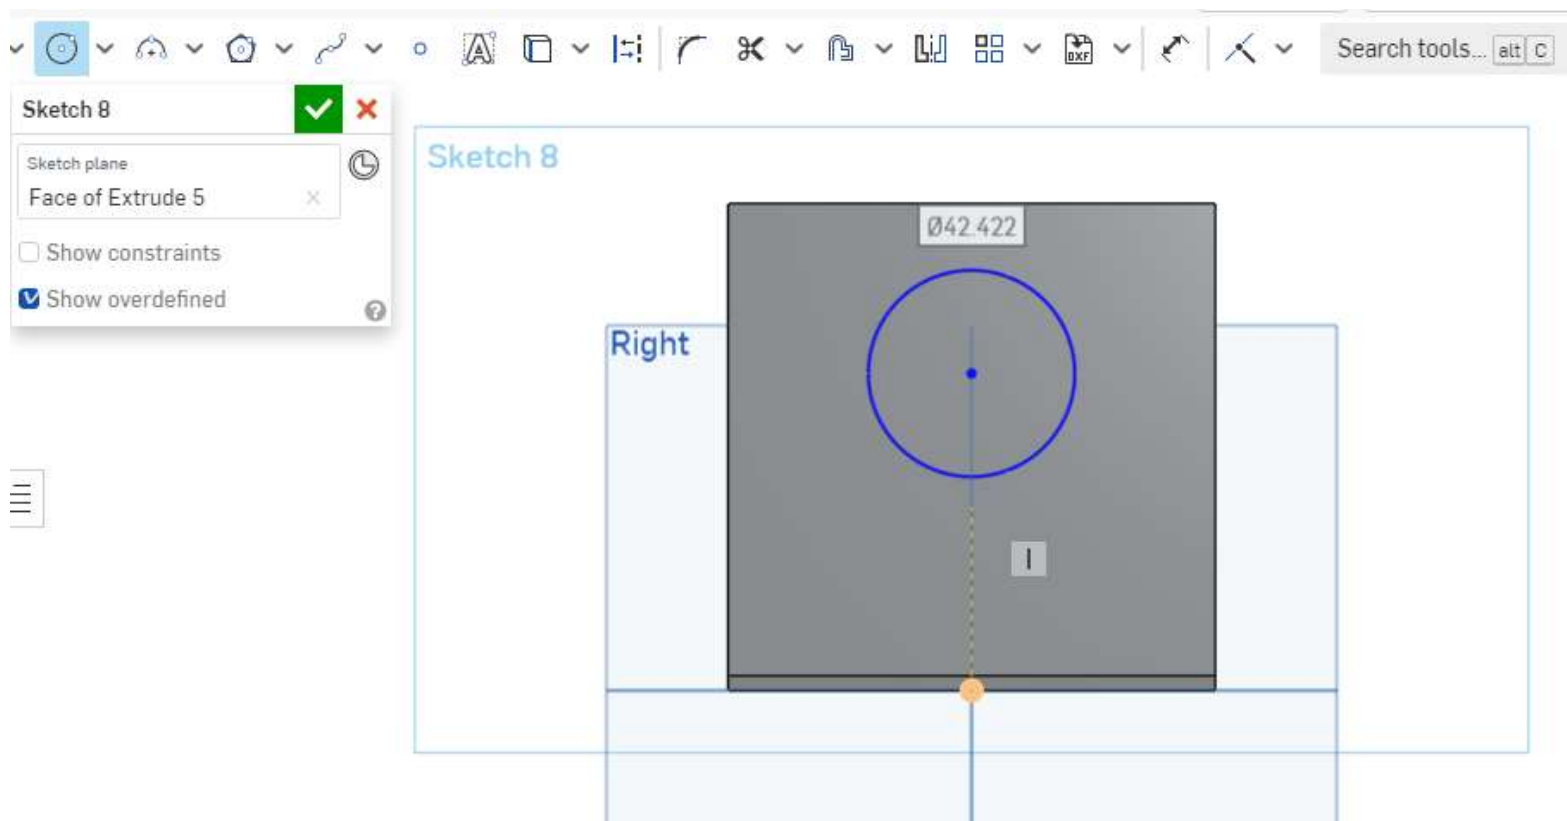 Search tools... alt C
Sketch 8
Sketch plane
Face of Extrude 5
Show constraints
Show overdefined
Sketch 8
Ø42.422
Right
DXF